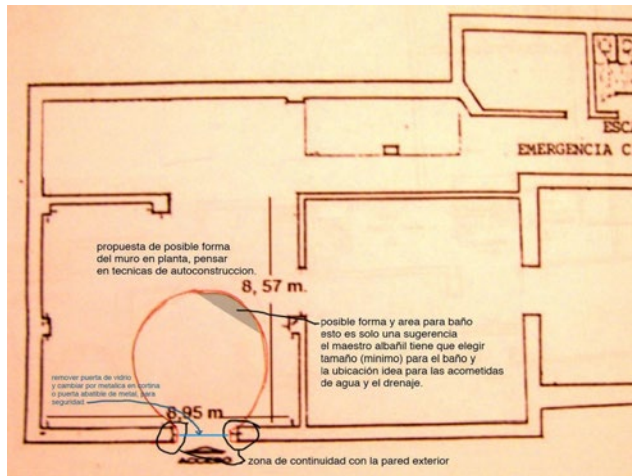 ESCA
EMERGENCIA C
propuesta de posible forma
del muro en planta, pensar
en tecnicas de autoconstruccion.
8, 57 m.
posible forma y area para baño
esto es solo una sugerencia
el maestro albañil tiene que elegir
tamaño (minimo) para el baño y
la ubicación idea para las acometidas
de agua y el drenaje.
remover puerta de vidrio
y cambiar por metalica en cortina
o puerta abatible de metal, para
seguridad
8,95 m.
ACCESO
zona de continuidad con la pared exterior